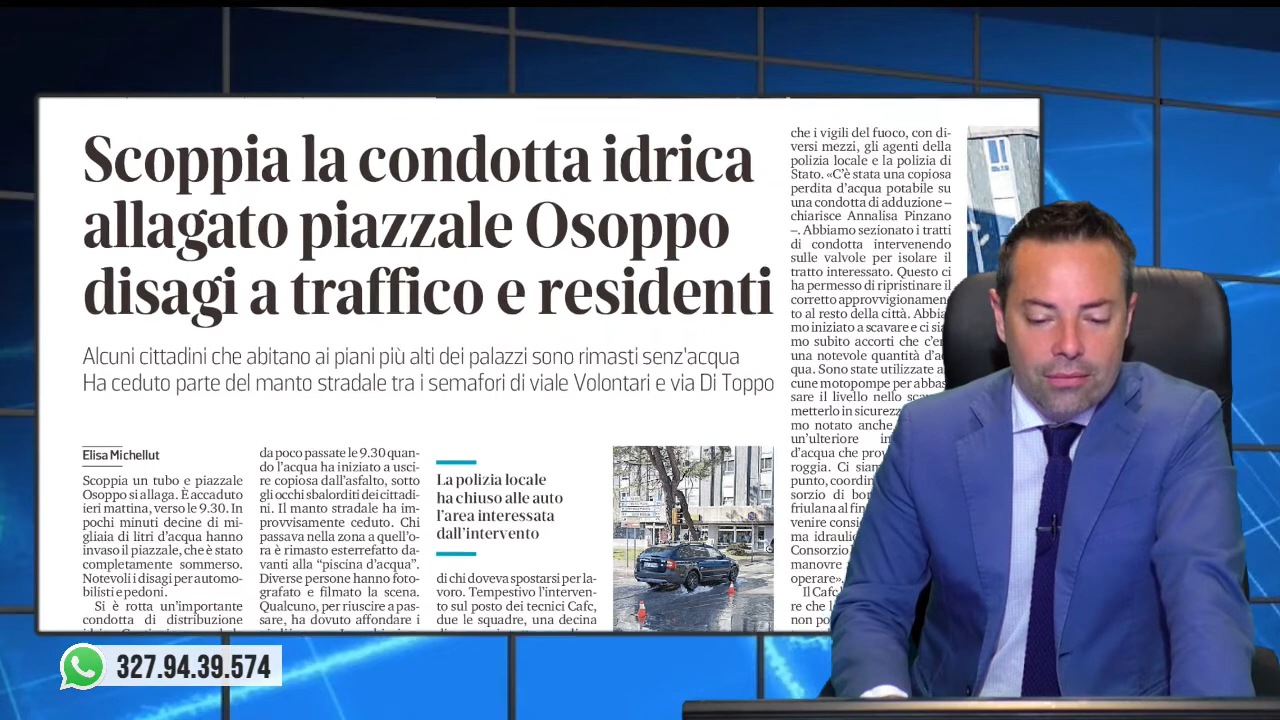 Scoppia la condotta idrica
allagato piazzale Osoppo
disagi a traffico e residenti
Alcuni cittadini che abitano ai piani più alti dei palazzi sono rimasti senz'acqua
Ha ceduto parte del manto stradale tra i semafori di viale Volontari e via Di Toppo
Elisa Michellut
Scoppia un tubo e piazzale
Osoppo si allaga. È accaduto
ieri mattina, verso le 9.30. In
pochi minuti decine di mi-
gliaia di litri d'acqua hanno
invaso il piazzale, che è stato
completamente sommerso.
Notevoli i disagi per automo-
bilisti e pedoni.
Si è rotta un'importante
condotta di distribuzione
da poco passate le 9.30 quan-
do l'acqua ha iniziato a usci-
re copiosa dall'asfalto, sotto
gli occhi sbalorditi dei cittadi-
ni. Il manto stradale ha im-
provvisamente ceduto. Chi
passava nella zona a quell'o-
ra è rimasto esterrefatto da-
vanti alla “piscina d'acqua”.
Diverse persone hanno foto-
grafato e filmato la scena.
Qualcuno, per riuscire a pas-
sare, ha dovuto affondare i
La polizia locale
ha chiuso alle auto
l'area interessata
dall'intervento
di chi doveva spostarsi per la-
voro. Tempestivo l'interven-
to sul posto dei tecnici Cafc,
due le squadre, una decina
che i vigili del fuoco, con di-
versi mezzi, gli agenti della
polizia locale e la polizia di
Stato. «C'è stata una copiosa
perdita d'acqua potabile su
una condotta di adduzione –
chiarisce Annalisa Pinzano
–. Abbiamo sezionato i tratti
di condotta intervenendo
sulle valvole per isolare il
tratto interessato. Questo ci
ha permesso di ripristinare il
corretto approvvigionamen
to al resto della città. Abbia
mo iniziato a scavare e ci sia
mo subito accorti che c'er
una notevole quantità d'ac
qua. Sono state utilizzate al
cune motopompe per abbas
sare il livello nello scav
metterlo in sicurezz
mo notato anche
un'ulteriore in
d'acqua che prov
roggia. Ci siam
punto, coordin
sorzio di bon
friulana al fin
venire consi
ma idraulic
Consorzio
manovre
operare».
Il Cafc
re che l
non po
327.94.39.574